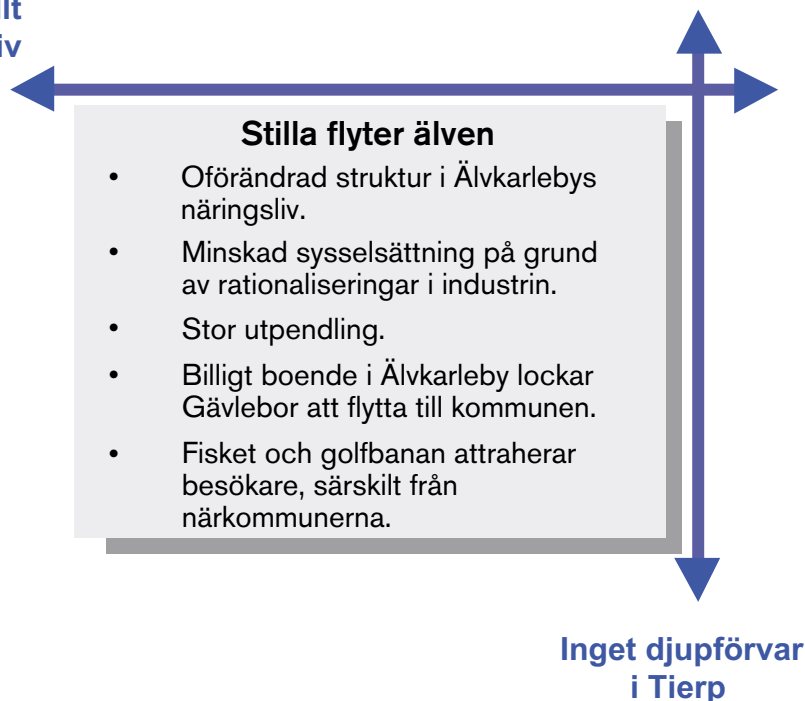 Stilla flyter älven
• Oförändrad struktur i Älvkarlebys
näringsliv.
• Minskad sysselsättning på grund
av rationaliseringar i industrin.
• Stor utpendling.
• Billigt boende i Älvkarleby lockar
Gävlebor att flytta till kommunen.
• Fisket och golfbanan attraherar
besökare, särskilt från
närkommunerna.
Inget djupförvar
i Tierp